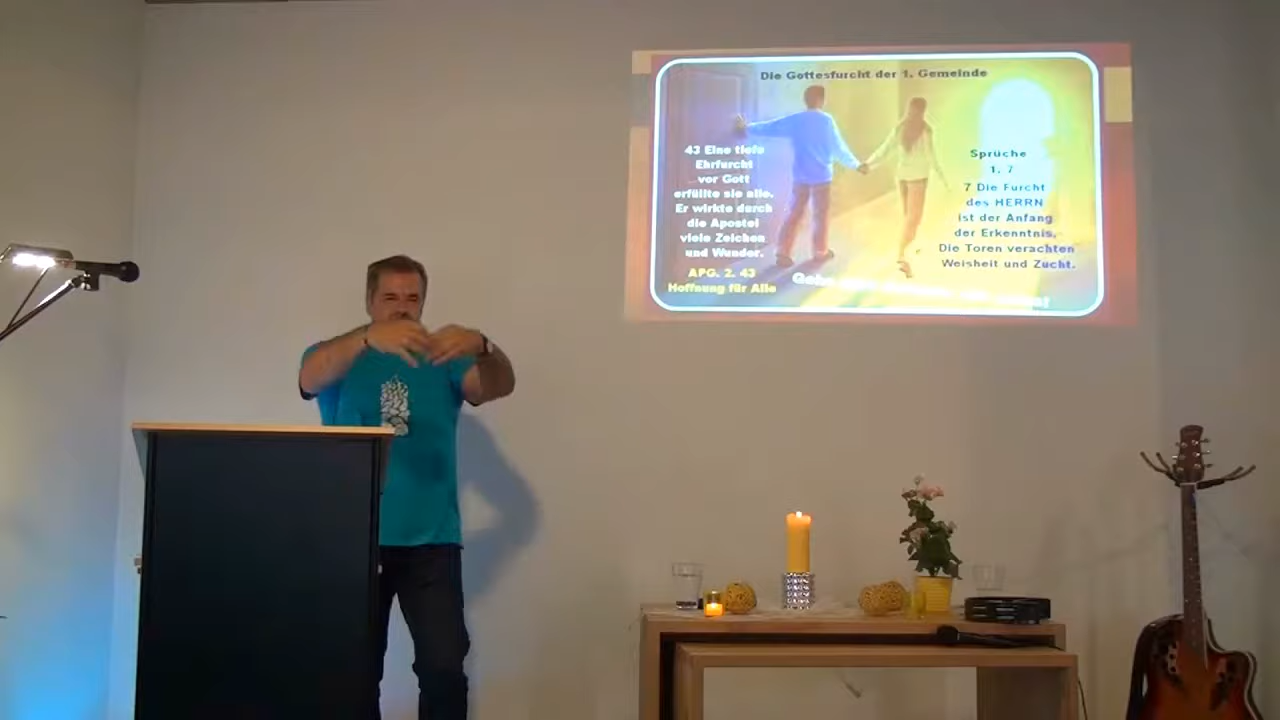 Die Gottesfurcht der 1. Gemeinde
43 Eine tiefe
Ehrfurcht
vor Gott
erfüllte sie alle.
Er wirkte durch
die Apostel
viele Zeichen
und Wunder.
APG. 2. 43
Hoffnung für Alle
Sprüche
1. 7
7 Die Furcht
des HERRN
ist der Anfang
der Erkenntnis.
Die Toren verachten
Weisheit und Zucht.